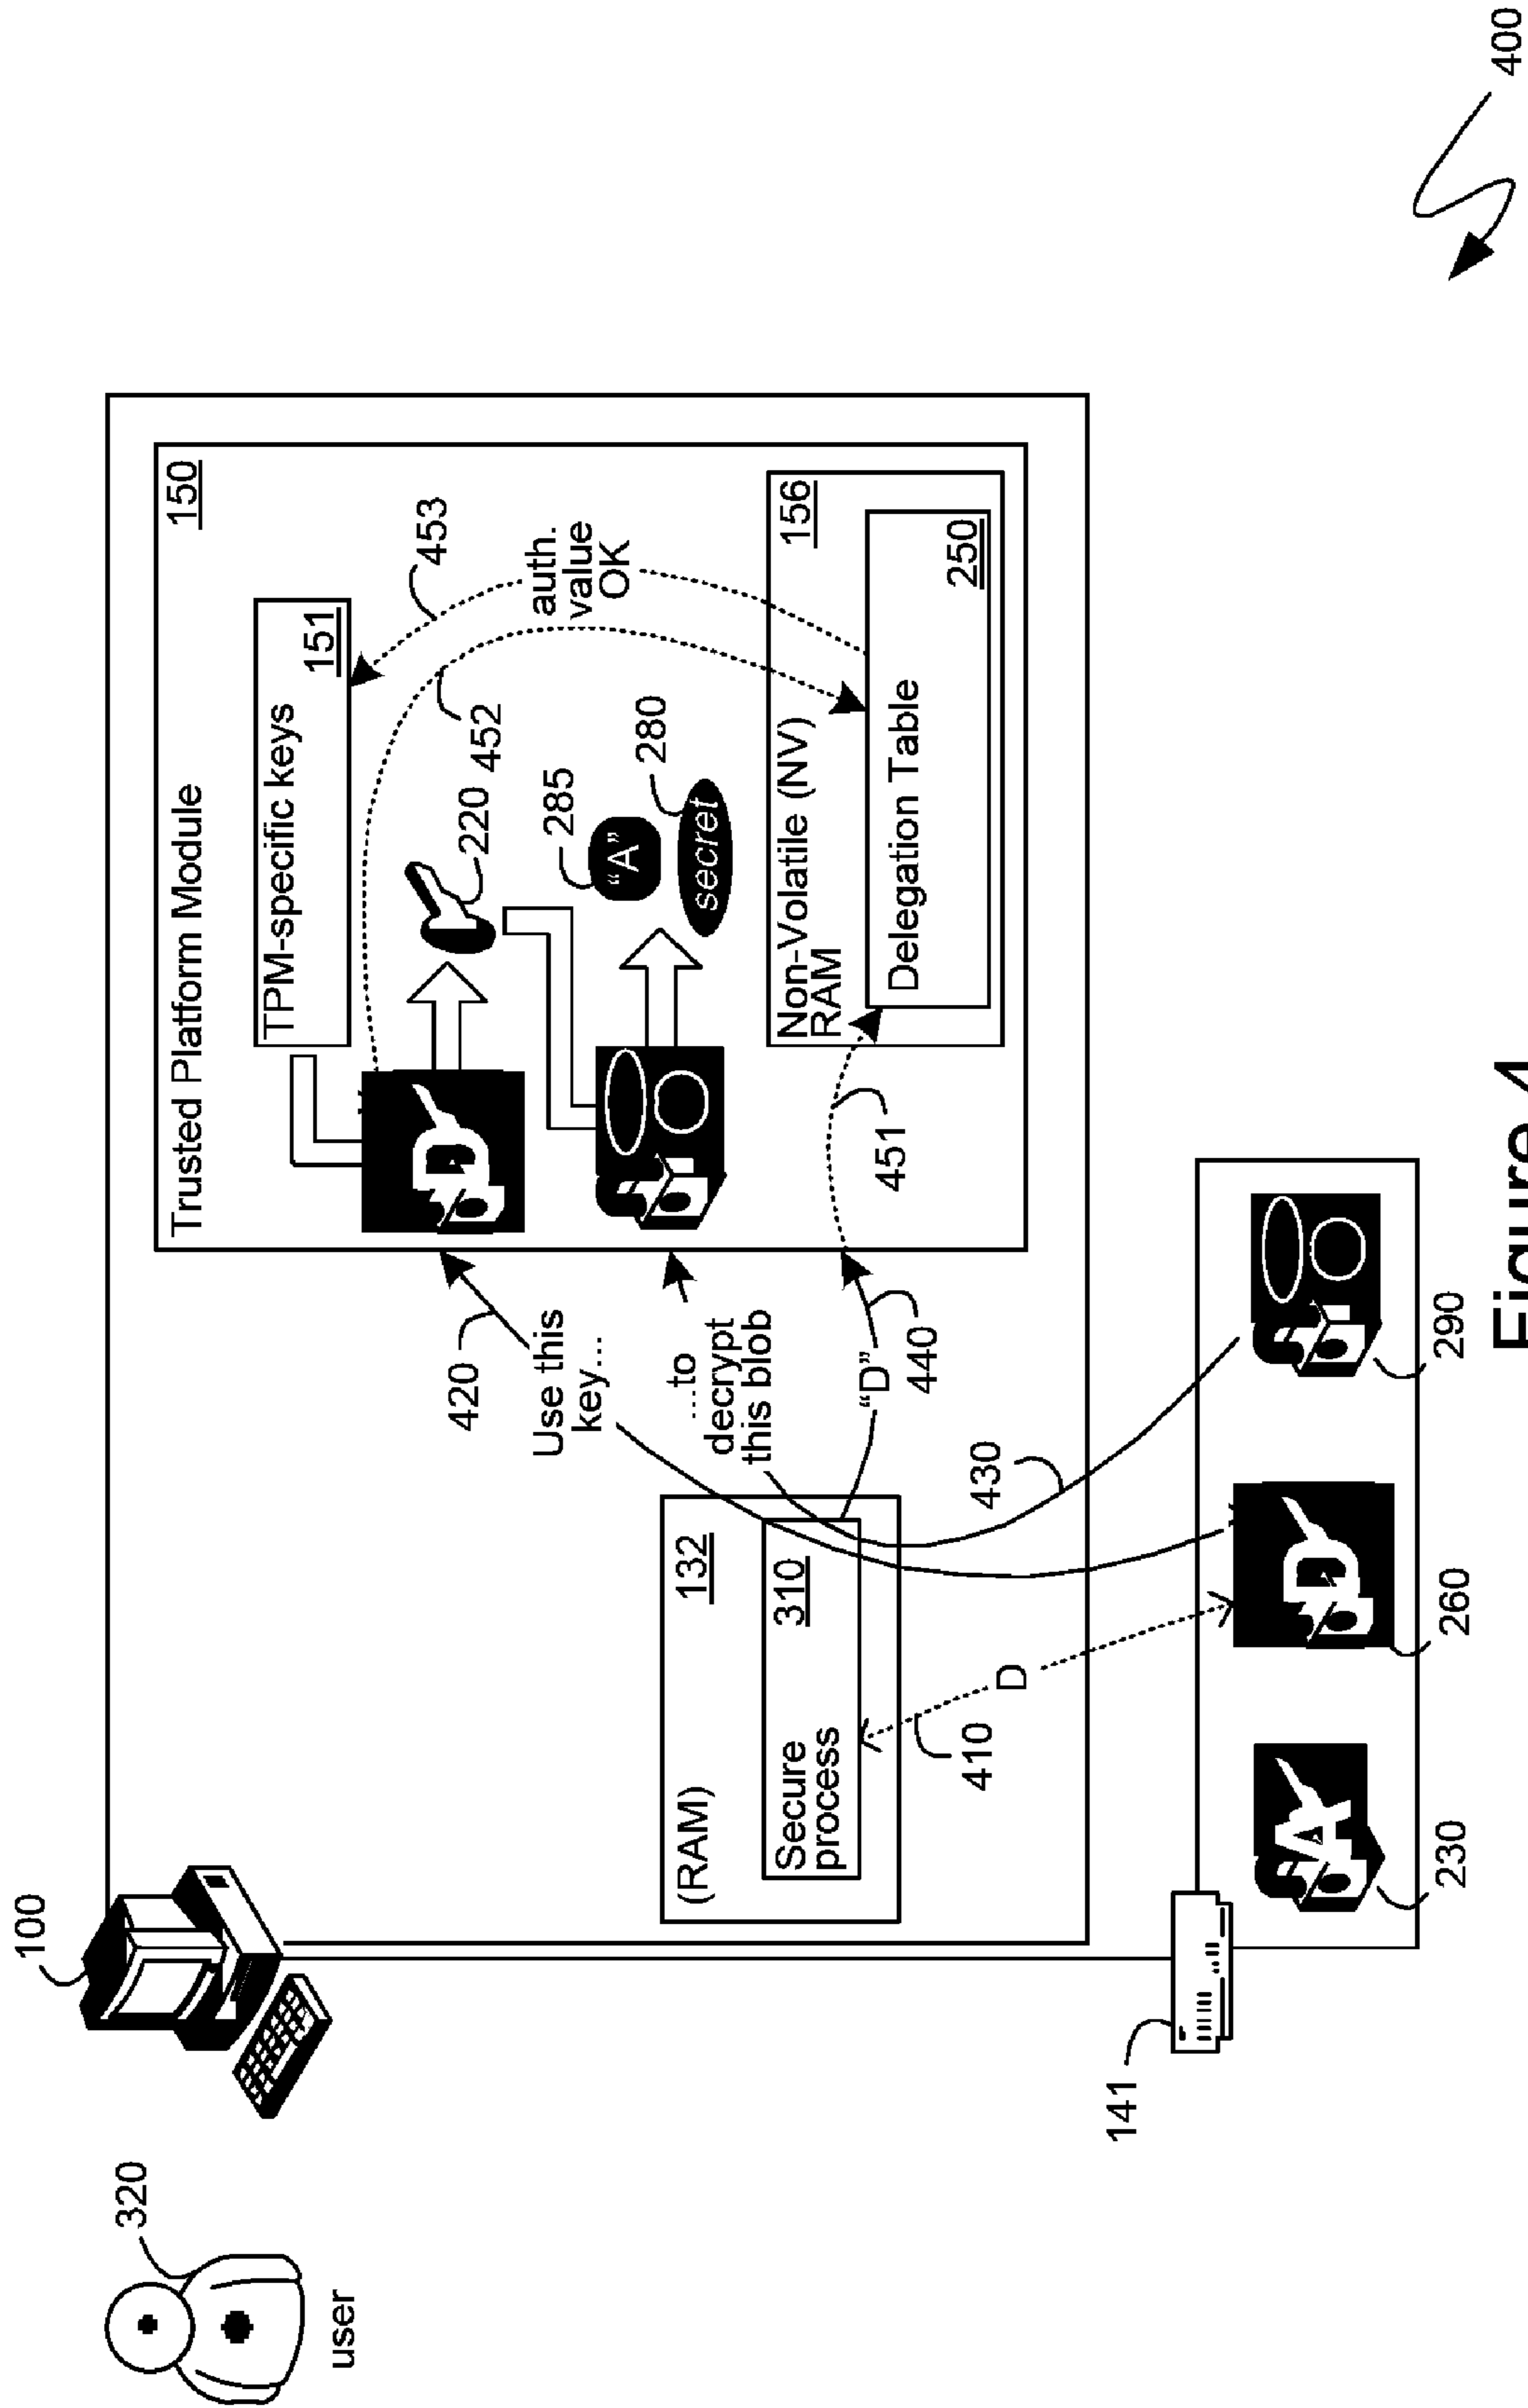 100
320
user
Trusted Platform Module
150
TPM-specific keys
151
453
auth.
value
OK
452
220
285
"A"
280
secret
D
Non-Volatile (NV)
RAM
156
Delegation Table
250
420
Use this
key...
...to
decrypt
this blob
"D"
440
451
(RAM)
132
Secure
process
310
410
D
430
141
A
230
D
260
290
400
Figure 4